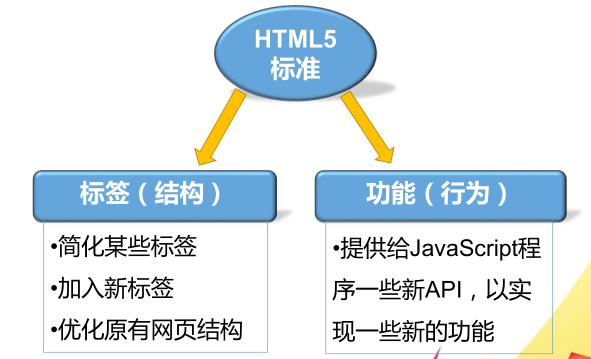 HTML5
标准
标签（结构）
•简化某些标签
•加入新标签
•优化原有网页结构
功能（行为）
•提供给JavaScript程
序一些新API，以实
现一些新的功能